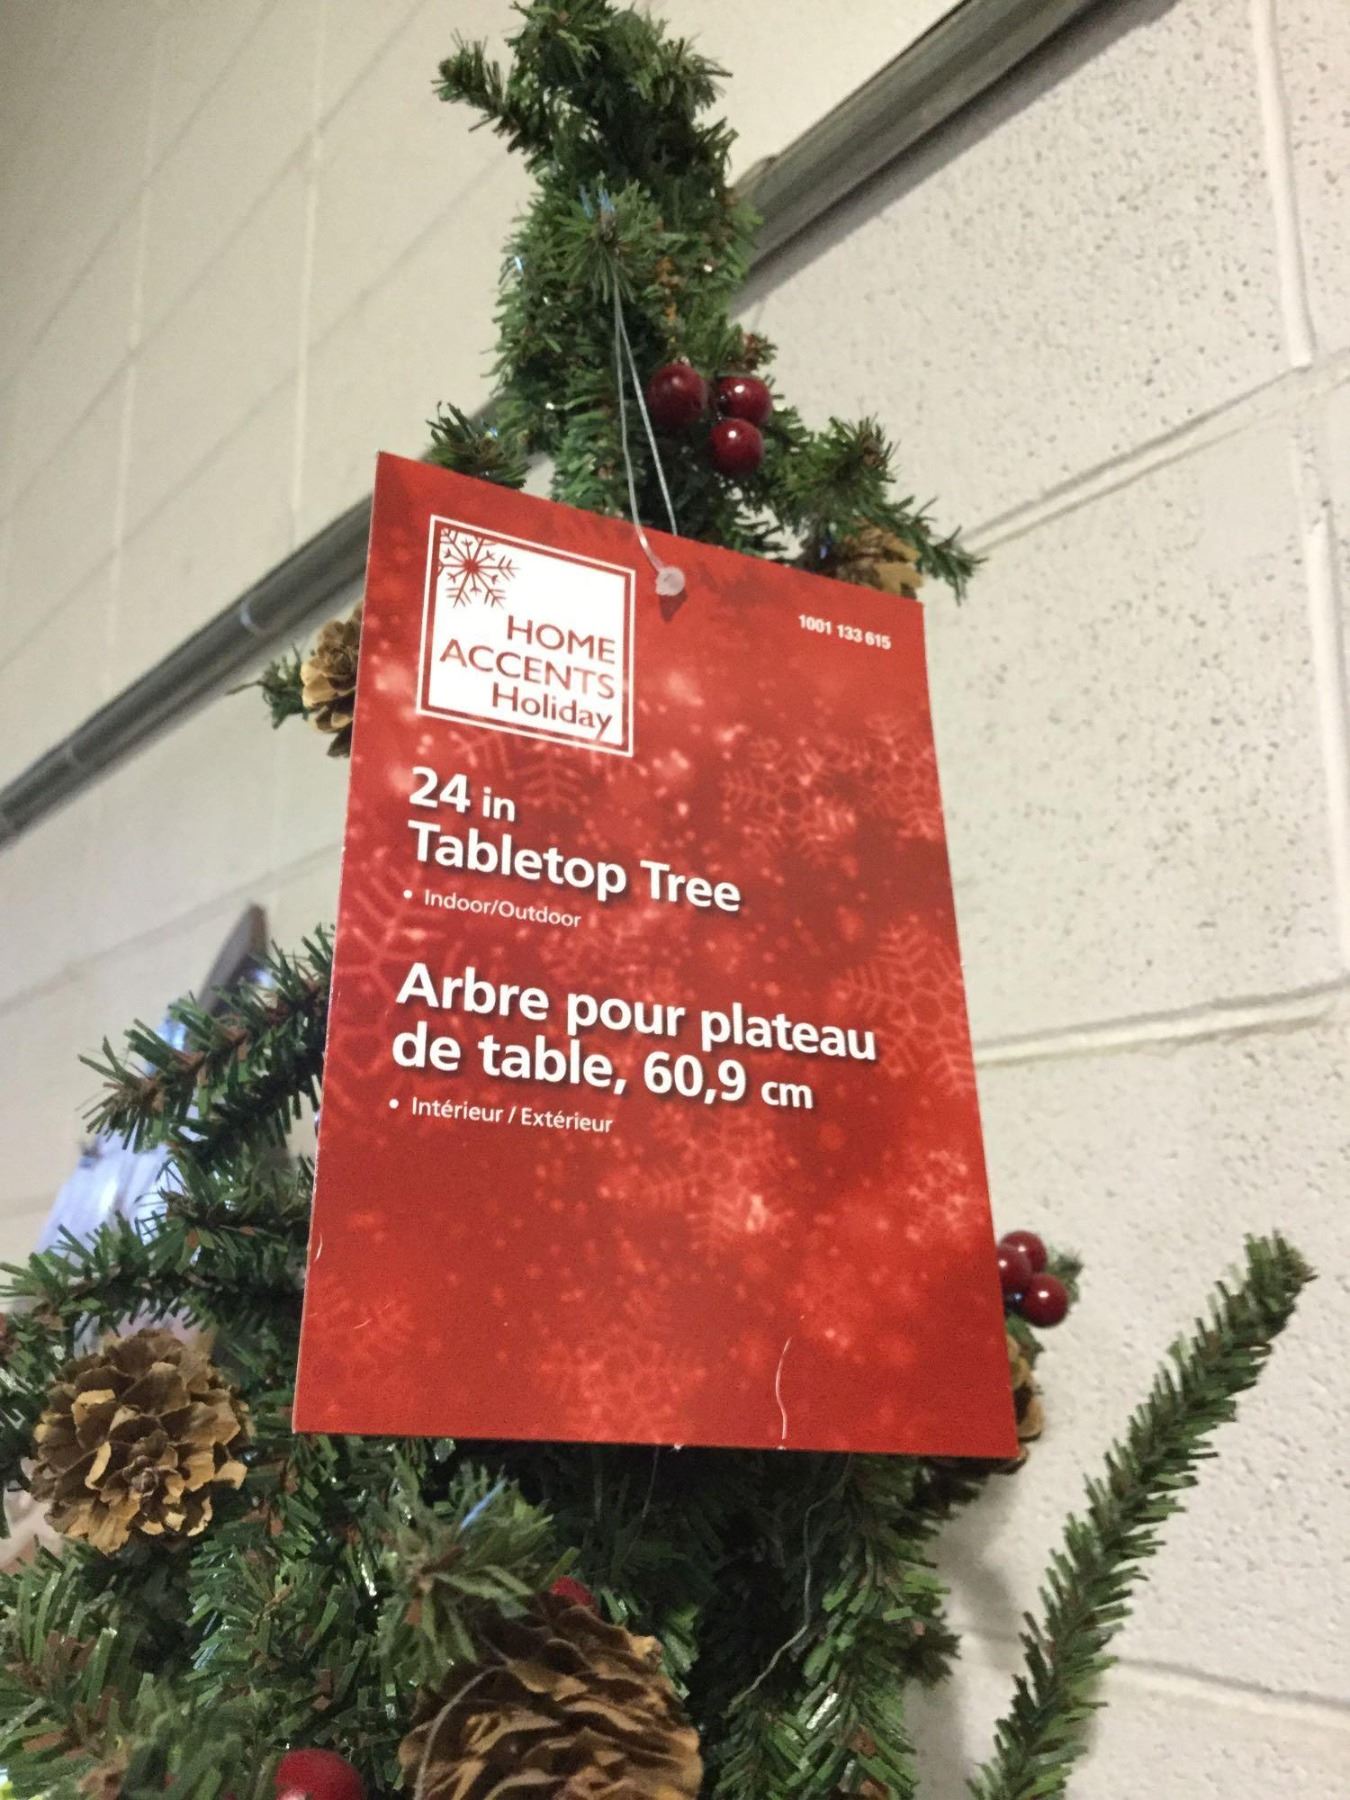 HOME
ACCENTS
Holiday
1001 133 615
24 in
Tabletop Tree
• Indoor/Outdoor
Arbre pour plateau
de table, 60,9 cm
• Intérieur / Extérieur